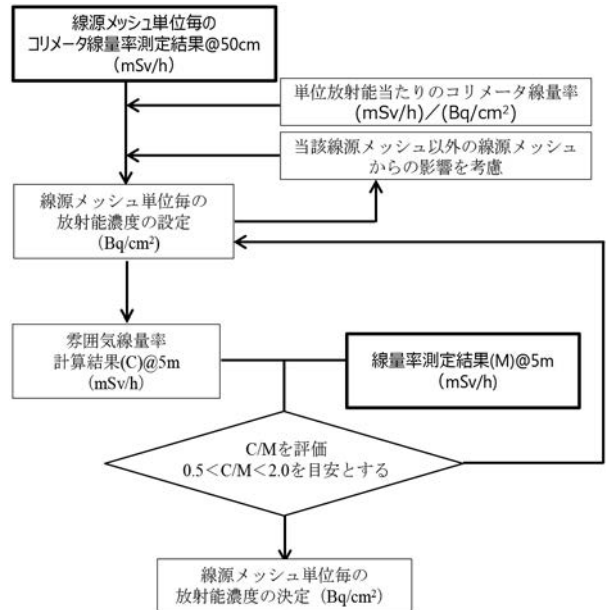 線源メッシュ単位毎の
コリメータ線量率測定結果@50cm
(mSv/h)
単位放射能当たりのコリメータ線量率
(mSv/h)／(Bq/cm²)
当該線源メッシュ以外の線源メッシュ
からの影響を考慮
線源メッシュ単位毎の
放射能濃度の設定
(Bq/cm²)
雰囲気線量率
計算結果(C)@5m
(mSv/h)
線量率測定結果(M)@5m
(mSv/h)
C/Mを評価
0.5＜C/M＜2.0を目安とする
線源メッシュ単位毎の
放射能濃度の決定（Bq/cm²）